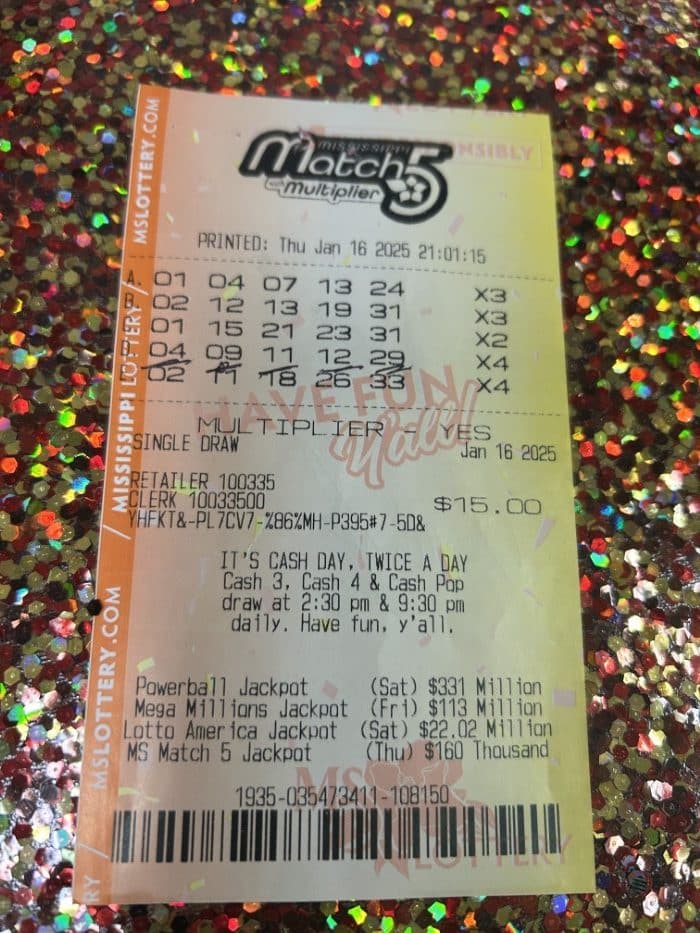 MISSISSIPPI
Match 5
with Multiplier
NSIBLY
PRINTED: Thu Jan 16 2025 21:01:15
A. 01 04 07 13 24 X3
B. 02 12 13 19 31 X3
01 15 21 23 31 X2
04 09 11 12 29 X4
02 11 18 26 33 X4
HAVE FUN
Y'all!
MULTIPLIER YES
SINGLE DRAW Jan 16 2025
RETAILER 100335
CLERK 10033500 $15.00
YHFKT&-PL7CV7-%86%MH-P395#7-5D&
IT'S CASH DAY, TWICE A DAY
Cash 3, Cash 4 & Cash Pop
draw at 2:30 pm & 9:30 pm
daily. Have fun, y'all.
Powerball Jackpot (Sat) $331 Million
Mega Millions Jackpot (Fri) $113 Million
Lotto America Jackpot (Sat) $22.02 Million
MS Match 5 Jackpot (Thu) $160 Thousand
1935-035473411-108150
MS
LOTTERY
MSLOTTERY.COM
/ MISSISSIPPI LOTTERY /
MSLOTTERY.COM
RY /